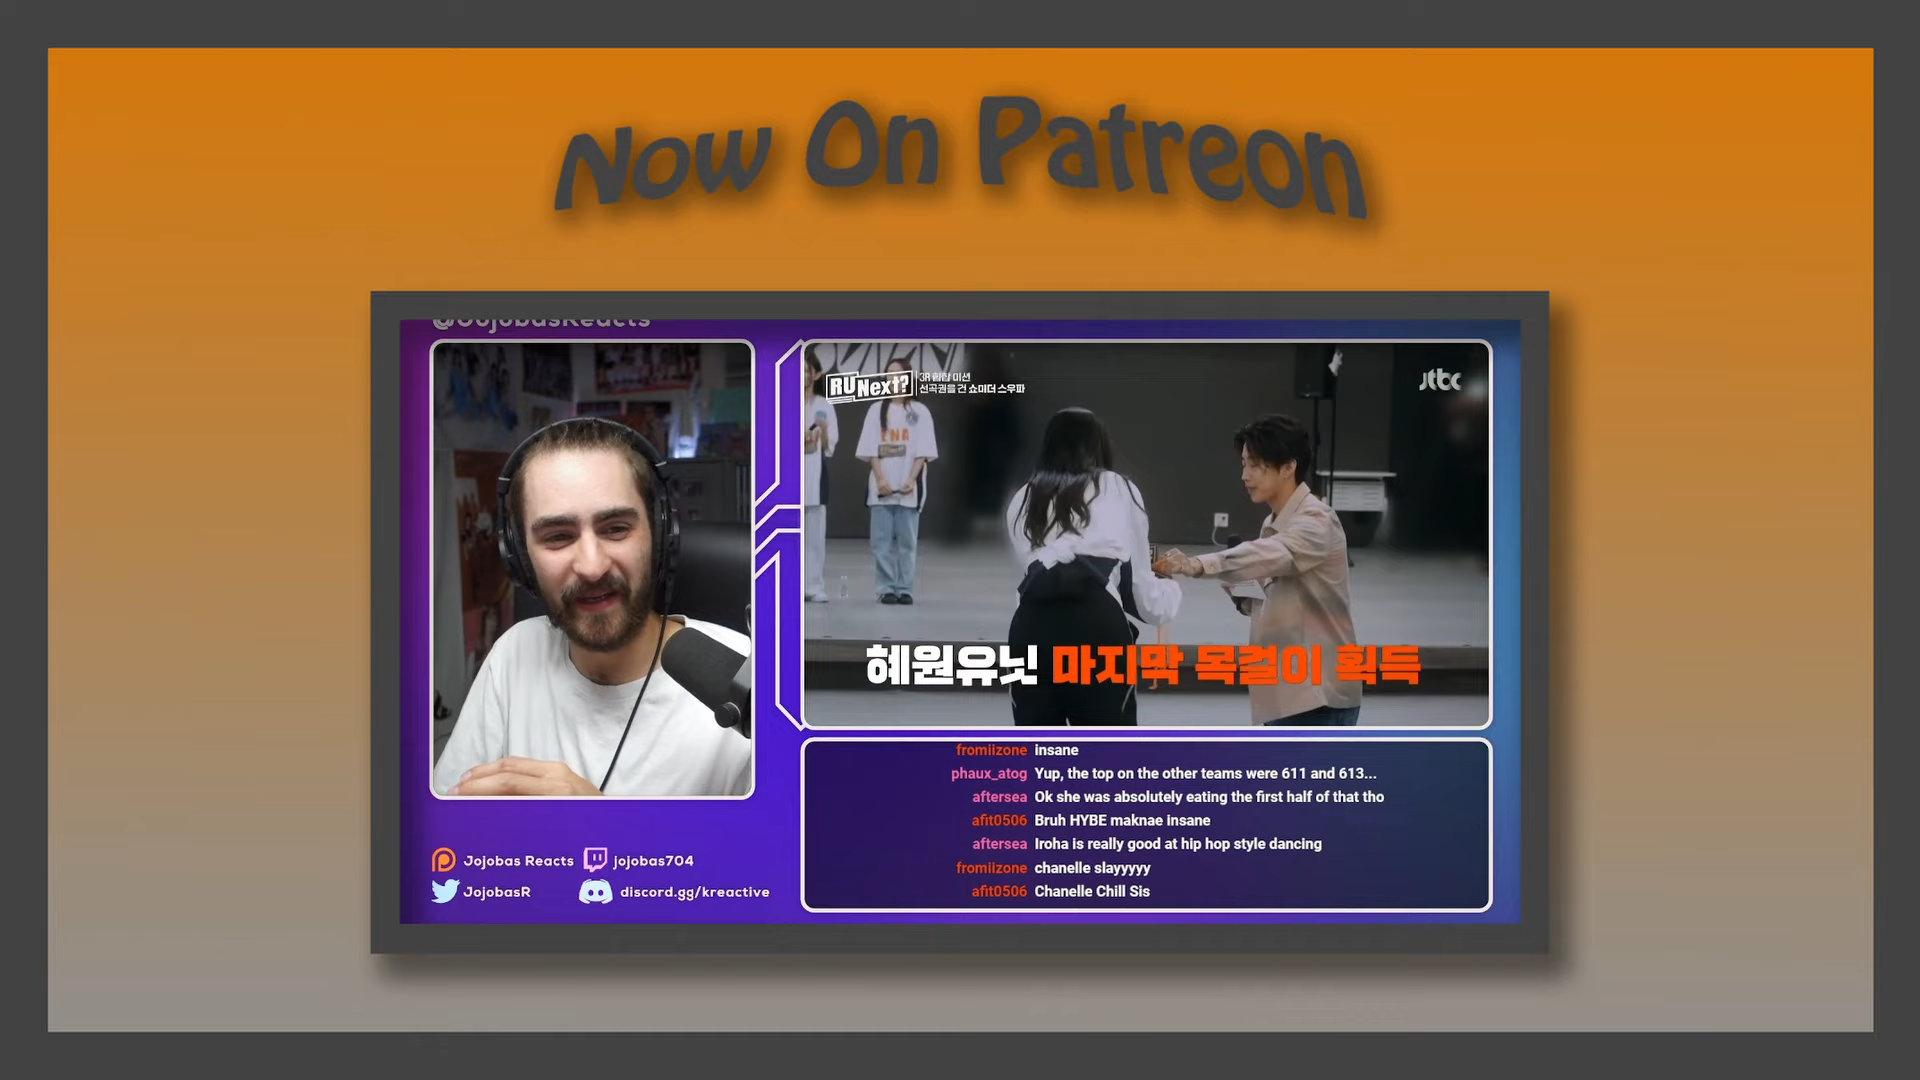 Now On Patreon
@JojobasReacts
RUNext?
3R 팀합 미션
선곡권을 건 쇼미더 스우파
jtbc
ENA
혜원유닛 마지막 목걸이 획득
fromiizone insane
phaux_atog Yup, the top on the other teams were 611 and 613...
aftersea Ok she was absolutely eating the first half of that tho
afit0506 Bruh HYBE maknae insane
aftersea Iroha is really good at hip hop style dancing
fromiizone chanelle slayyyyy
afit0506 Chanelle Chill Sis
Jojobas Reacts jojobas704
JojobasR discord.gg/kreactive